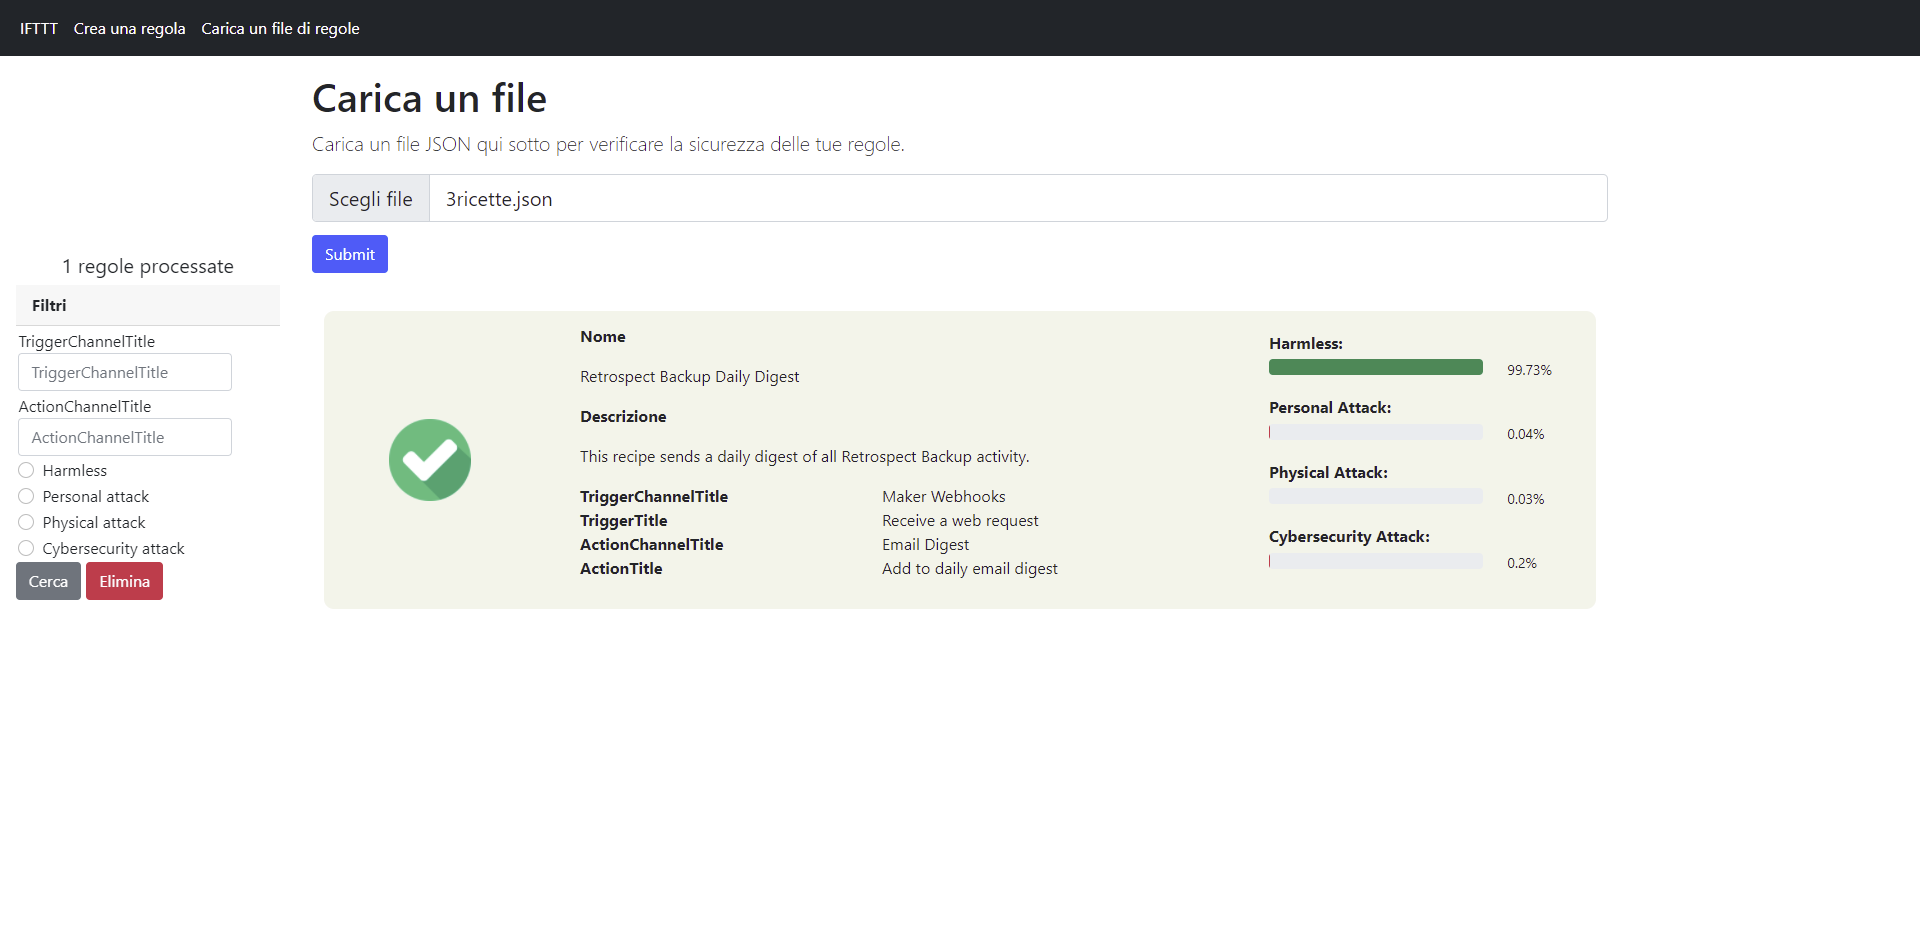 IFTTT Crea una regola Carica un file di regole
Carica un file
Carica un file JSON qui sotto per verificare la sicurezza delle tue regole.
Scegli file 3ricette.json
Submit
1 regole processate
Filtri
TriggerChannelTitle
TriggerChannelTitle
ActionChannelTitle
ActionChannelTitle
Harmless
Personal attack
Physical attack
Cybersecurity attack
Cerca Elimina
Nome
Retrospect Backup Daily Digest
Descrizione
This recipe sends a daily digest of all Retrospect Backup activity.
TriggerChannelTitle Maker Webhooks
TriggerTitle Receive a web request
ActionChannelTitle Email Digest
ActionTitle Add to daily email digest
Harmless:
99.73%
Personal Attack:
0.04%
Physical Attack:
0.03%
Cybersecurity Attack:
0.2%